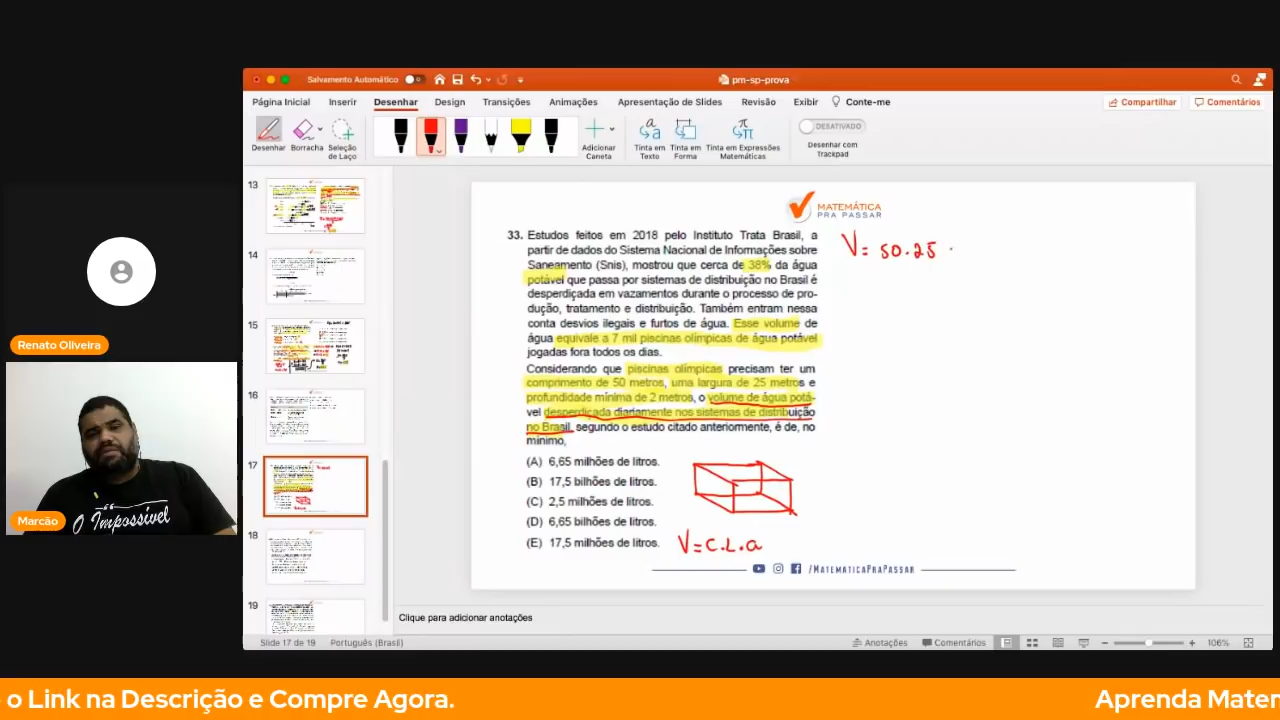 Salvamento Automático
pm-sp-prova
Página Inicial Inserir Desenhar Design Transições Animações Apresentação de Slides Revisão Exibir Conte-me
Compartilhar Comentários
Desenhar Borracha Seleção de Laço
Adicionar Caneta
Tinta em Texto
Tinta em Forma
Tinta em Expressões Matemáticas
DESATIVADO
Desenhar com Trackpad
13
14
15
16
17
18
19
MATEMÁTICA
PRA PASSAR
33. Estudos feitos em 2018 pelo Instituto Trata Brasil, a
partir de dados do Sistema Nacional de Informações sobre
Saneamento (Snis), mostrou que cerca de 38% da água
potável que passa por sistemas de distribuição no Brasil é
desperdiçada em vazamentos durante o processo de pro-
dução, tratamento e distribuição. Também entram nessa
conta desvios ilegais e furtos de água. Esse volume de
água equivale a 7 mil piscinas olímpicas de água potável
jogadas fora todos os dias.
Considerando que piscinas olímpicas precisam ter um
comprimento de 50 metros, uma largura de 25 metros e
profundidade mínima de 2 metros, o volume de água potá-
vel desperdiçada diariamente nos sistemas de distribuição
no Brasil, segundo o estudo citado anteriormente, é de, no
mínimo,
(A) 6,65 milhões de litros.
(B) 17,5 bilhões de litros.
(C) 2,5 milhões de litros.
(D) 6,65 bilhões de litros.
(E) 17,5 milhões de litros.
V=C.L.a
V= 50.25 .
/MATEMATICAPRAPASSAR
Clique para adicionar anotações
Slide 17 de 19 Português (Brasil)
Anotações Comentários 106%
Renato Oliveira
Marcão
O Impossível
o Link na Descrição e Compre Agora.
Aprenda Matem